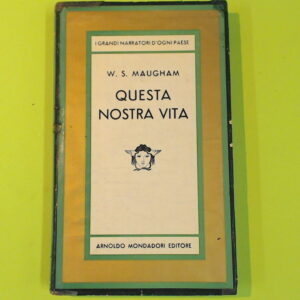 I GRANDI NARRATORI D'OGNI PAESE
W. S. MAUGHAM
QUESTA
NOSTRA VITA
ARNOLDO MONDADORI EDITORE